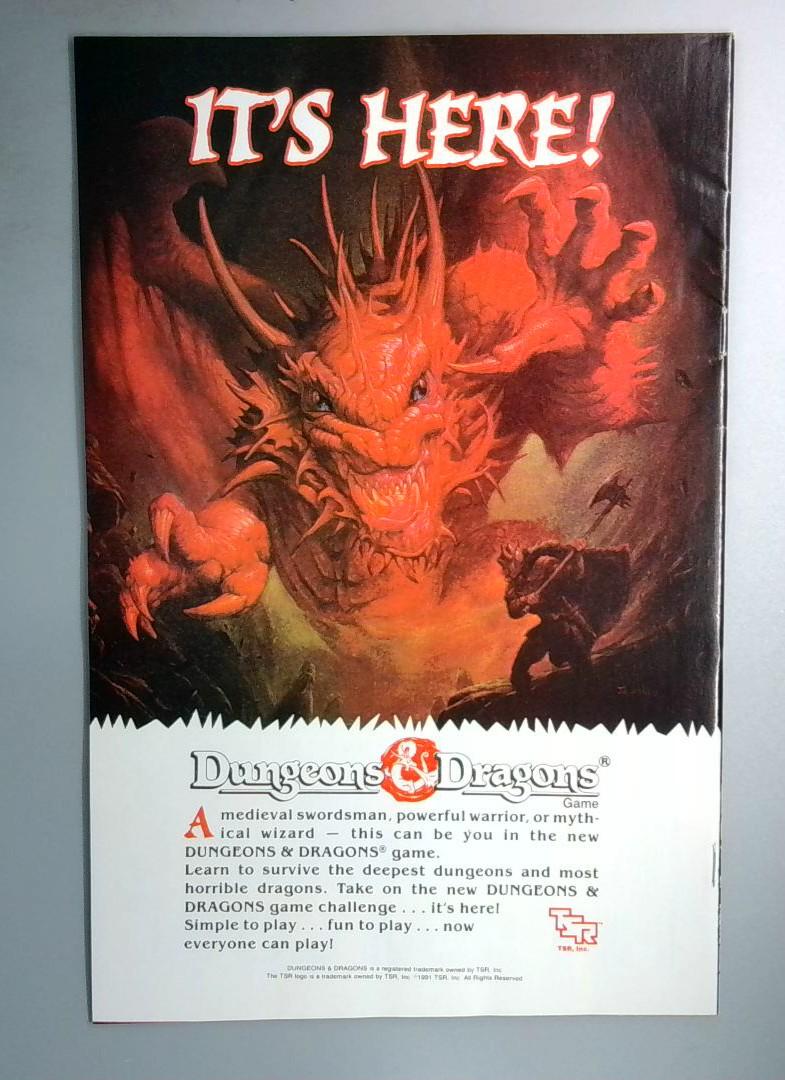 IT'S HERE!
Dungeons & Dragons®
Game
A medieval swordsman, powerful warrior, or myth-
ical wizard — this can be you in the new
DUNGEONS & DRAGONS® game.
Learn to survive the deepest dungeons and most
horrible dragons. Take on the new DUNGEONS &
DRAGONS game challenge . . . it's here!
Simple to play . . . fun to play . . . now
everyone can play!
TSR™
TSR, Inc.
DUNGEONS & DRAGONS is a registered trademark owned by TSR, Inc.
The TSR logo is a trademark owned by TSR, Inc. ©1991 TSR, Inc. All Rights Reserved.